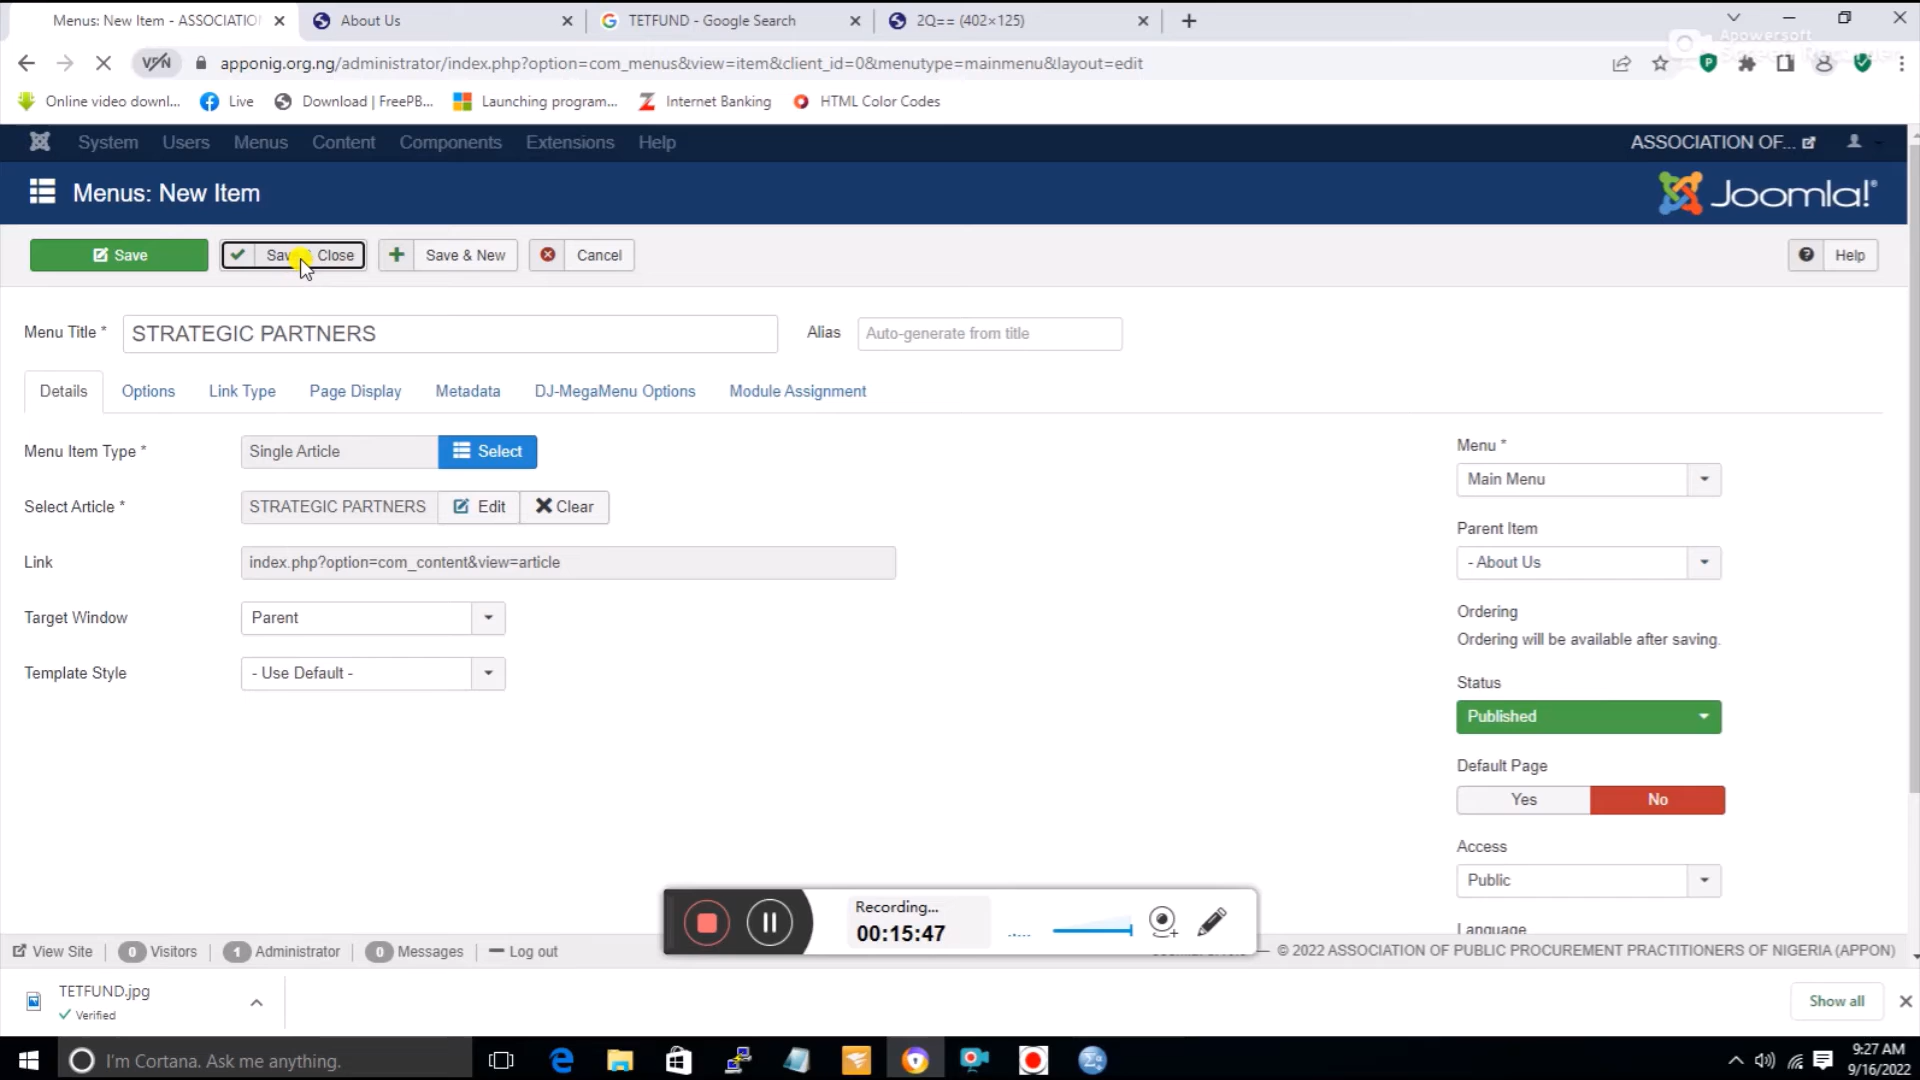 Menus: New Item - ASSOCIATIO
About Us
TETFUND - Google Search
2Q== (402×125)
Apowersoft
VPN
apponig.org.ng/administrator/index.php?option=com_menus&view=item&client_id=0&menutype=mainmenu&layout=edit
Online video downl...
Live
Download | FreePB...
Launching program...
Internet Banking
HTML Color Codes
System Users Menus Content Components Extensions Help
ASSOCIATION OF...
Menus: New Item
Joomla!
Save
Save & Close
Save & New
Cancel
Help
Menu Title *
STRATEGIC PARTNERS
Alias
Auto-generate from title
Details Options Link Type Page Display Metadata DJ-MegaMenu Options Module Assignment
Menu Item Type *
Single Article
Select
Select Article *
STRATEGIC PARTNERS
Edit
Clear
Link
index.php?option=com_content&view=article
Target Window
Parent
Template Style
- Use Default -
Menu *
Main Menu
Parent Item
- About Us
Ordering
Ordering will be available after saving.
Status
Published
Default Page
Yes
No
Access
Public
Language
Recording...
00:15:47
View Site
0 Visitors
1 Administrator
0 Messages
Log out
— © 2022 ASSOCIATION OF PUBLIC PROCUREMENT PRACTITIONERS OF NIGERIA (APPON)
TETFUND.jpg
Verified
Show all
I'm Cortana. Ask me anything.
9:27 AM
9/16/2022